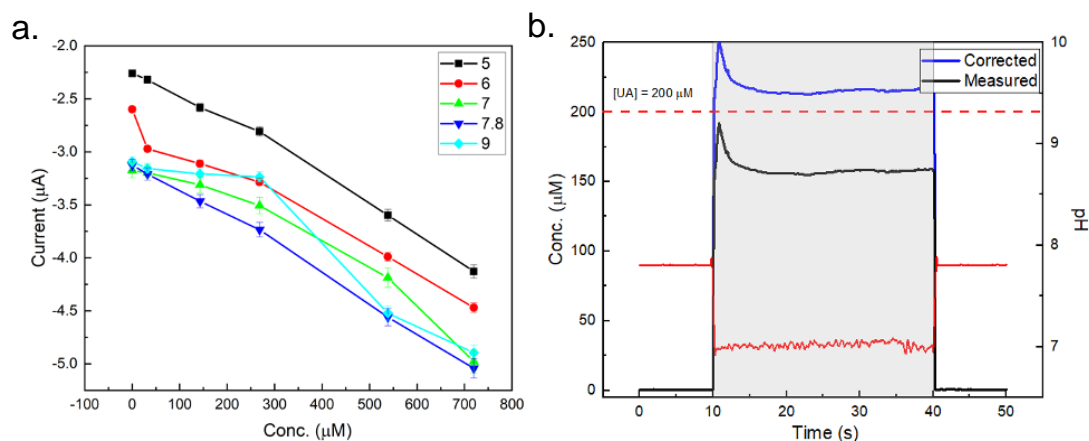 a.
-2.0
-2.5
-3.0
-3.5
-4.0
-4.5
-5.0
Current (μA)
5
6
7
7.8
9
-100 0 100 200 300 400 500 600 700 800
Conc. (μM)
b.
250
200
150
100
50
0
Conc. (μM)
Corrected
Measured
[UA] = 200 μM
10
9
8
7
pH
0 10 20 30 40 50
Time (s)